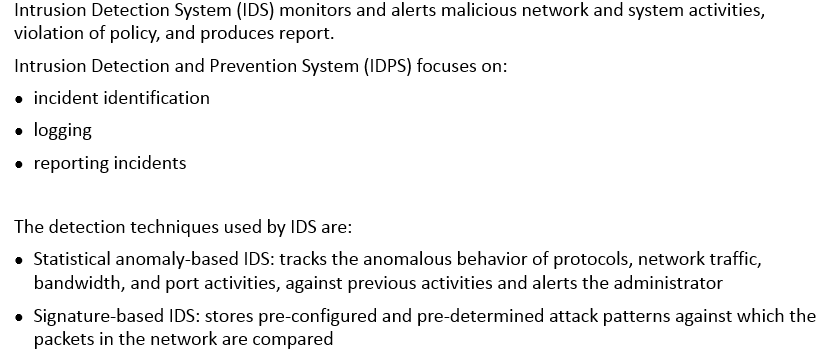 Intrusion Detection System (IDS) monitors and alerts malicious network and system activities,
violation of policy, and produces report.
Intrusion Detection and Prevention System (IDPS) focuses on:
• incident identification
• logging
• reporting incidents
The detection techniques used by IDS are:
• Statistical anomaly-based IDS: tracks the anomalous behavior of protocols, network traffic,
bandwidth, and port activities, against previous activities and alerts the administrator
• Signature-based IDS: stores pre-configured and pre-determined attack patterns against which the
packets in the network are compared